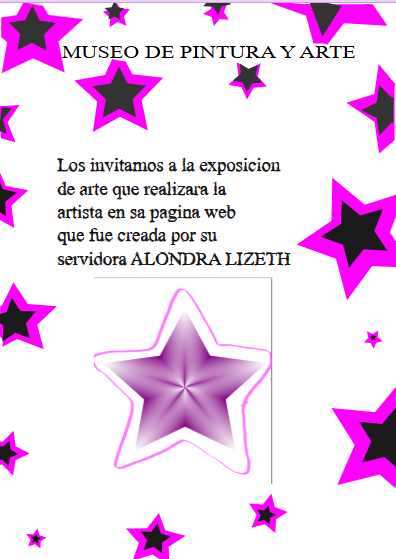 MUSEO DE PINTURA Y ARTE
Los invitamos a la exposicion
de arte que realizara la
artista en sa pagina web
que fue creada por su
servidora ALONDRA LIZETH